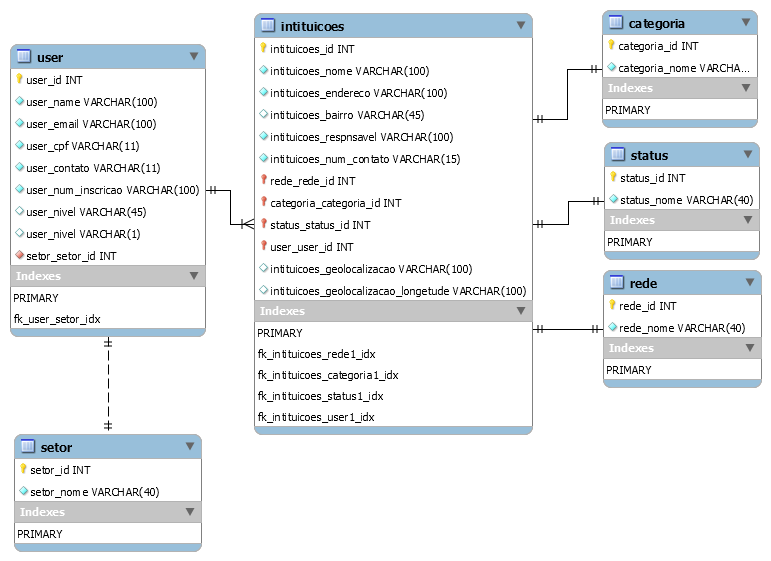 user
user_id INT
user_name VARCHAR(100)
user_email VARCHAR(100)
user_cpf VARCHAR(11)
user_contato VARCHAR(11)
user_num_inscricao VARCHAR(100)
user_nivel VARCHAR(45)
user_nivel VARCHAR(1)
setor_setor_id INT
Indexes
PRIMARY
fk_user_setor_idx
setor
setor_id INT
setor_nome VARCHAR(40)
Indexes
PRIMARY
intituicoes
intituicoes_id INT
intituicoes_nome VARCHAR(100)
intituicoes_endereco VARCHAR(100)
intituicoes_bairro VARCHAR(45)
intituicoes_respnsavel VARCHAR(100)
intituicoes_num_contato VARCHAR(15)
rede_rede_id INT
categoria_categoria_id INT
status_status_id INT
user_user_id INT
intituicoes_geolocalizacao VARCHAR(100)
intituicoes_geolocalizacao_longetude VARCHAR(100)
Indexes
PRIMARY
fk_intituicoes_rede1_idx
fk_intituicoes_categoria1_idx
fk_intituicoes_status1_idx
fk_intituicoes_user1_idx
categoria
categoria_id INT
categoria_nome VARCHA...
Indexes
PRIMARY
status
status_id INT
status_nome VARCHAR(40)
Indexes
PRIMARY
rede
rede_id INT
rede_nome VARCHAR(40)
Indexes
PRIMARY